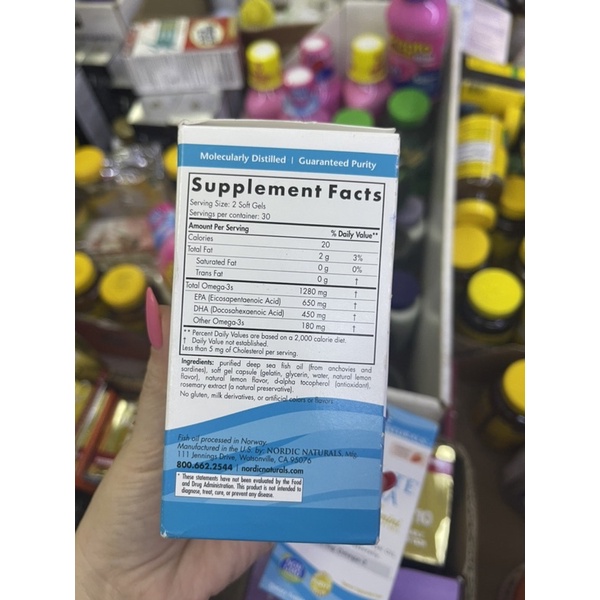 Molecularly Distilled | Guaranteed Purity
Supplement Facts
Serving Size: 2 Soft Gels
Servings per container: 30
Amount Per Serving % Daily Value**
Calories 20
Total Fat 2 g 3%
Saturated Fat 0 g 0%
Trans Fat 0 g †
Total Omega-3s 1280 mg †
EPA (Eicosapentaenoic Acid) 650 mg †
DHA (Docosahexaenoic Acid) 450 mg †
Other Omega-3s 180 mg †
** Percent Daily Values are based on a 2,000 calorie diet.
† Daily Value not established.
Less than 5 mg of Cholesterol per serving.
Ingredients: purified deep sea fish oil (from anchovies and
sardines), soft gel capsule (gelatin, glycerin, water, natural lemon
flavor), natural lemon flavor, d-alpha tocopherol (antioxidant),
rosemary extract (a natural preservative).
No gluten, milk derivatives, or artificial colors or flavors.
Fish oil processed in Norway.
Manufactured in the U.S. by: NORDIC NATURALS, Mfg.
111 Jennings Drive, Watsonville, CA 95076
800.662.2544 | nordicnaturals.com
* These statements have not been evaluated by the Food
and Drug Administration. This product is not intended to
diagnose, treat, cure, or prevent any disease.